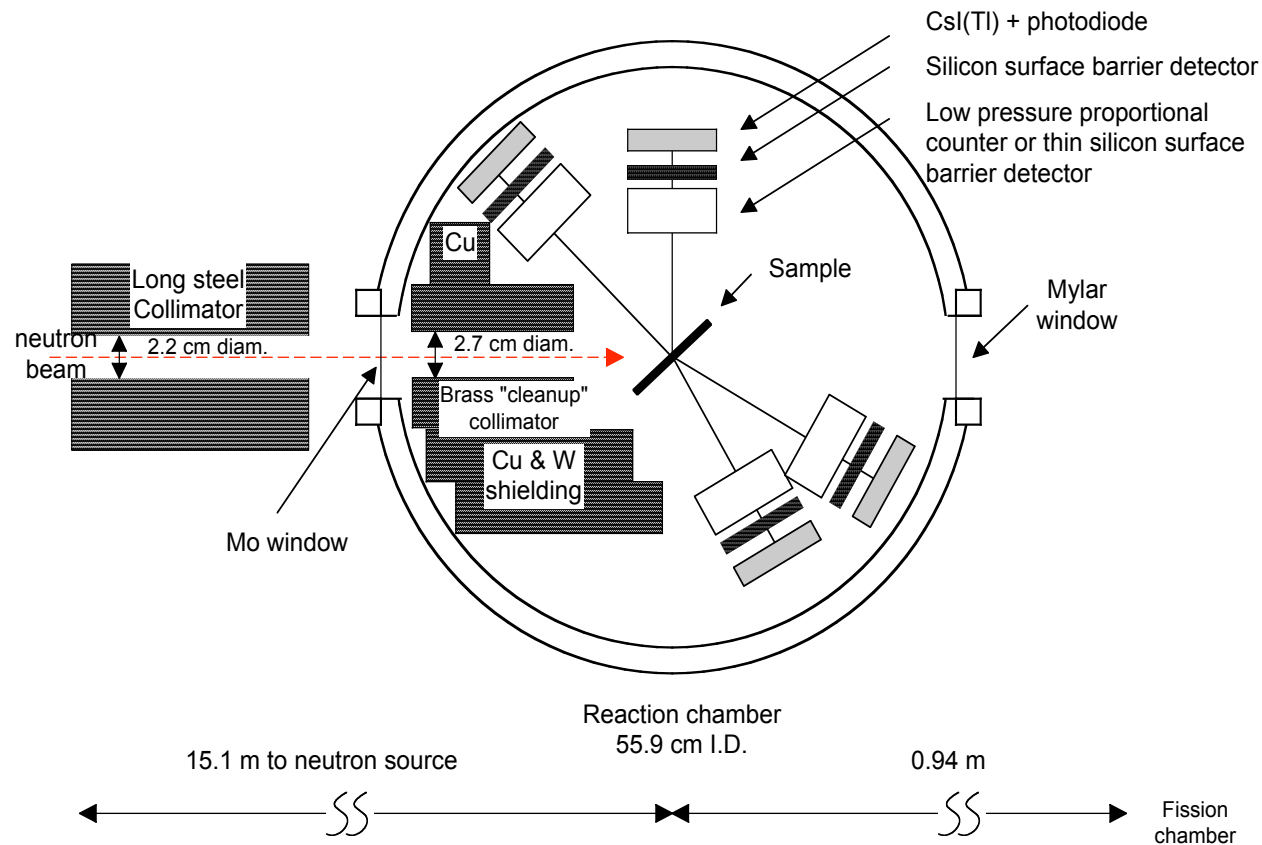 CsI(Tl) + photodiode
Silicon surface barrier detector
Low pressure proportional
counter or thin silicon surface
barrier detector
Cu
Long steel
Collimator
Sample
Mylar
window
neutron
beam
2.2 cm diam.
2.7 cm diam.
Brass "cleanup"
collimator
Cu & W
shielding
Mo window
Reaction chamber
55.9 cm I.D.
15.1 m to neutron source
0.94 m
Fission
chamber